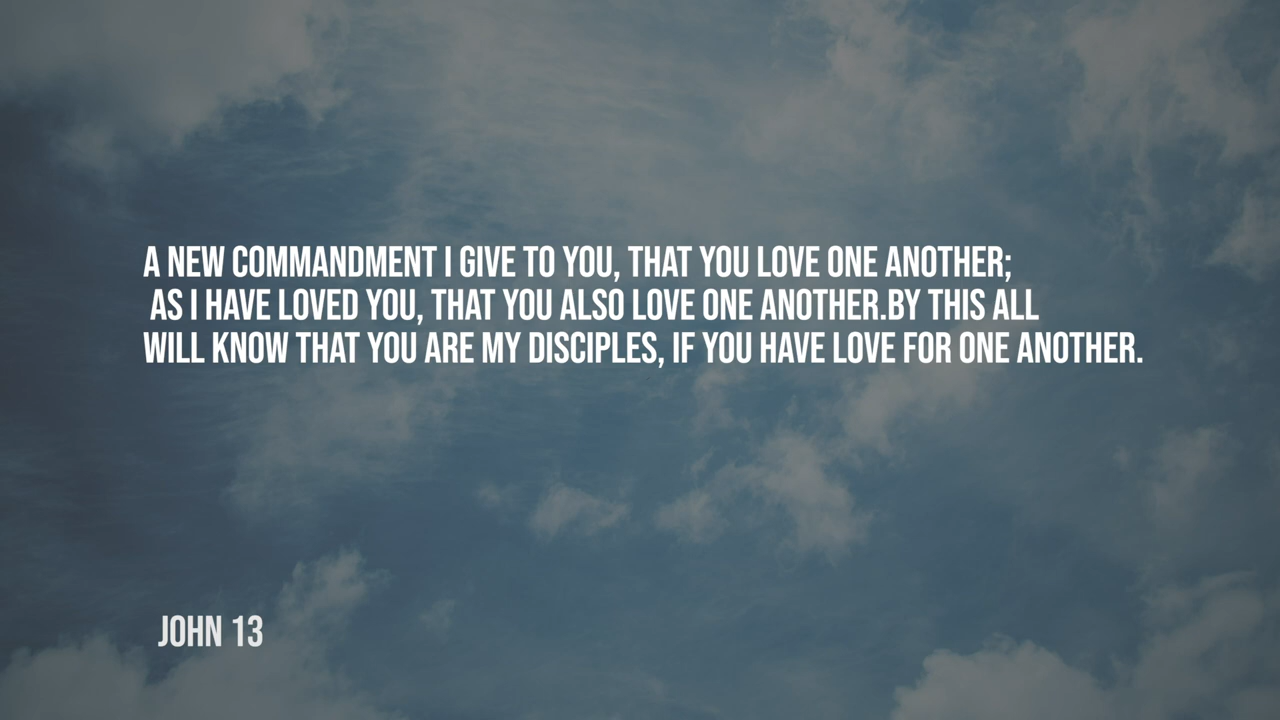 A NEW COMMANDMENT I GIVE TO YOU, THAT YOU LOVE ONE ANOTHER;
AS I HAVE LOVED YOU, THAT YOU ALSO LOVE ONE ANOTHER.BY THIS ALL
WILL KNOW THAT YOU ARE MY DISCIPLES, IF YOU HAVE LOVE FOR ONE ANOTHER.
JOHN 13